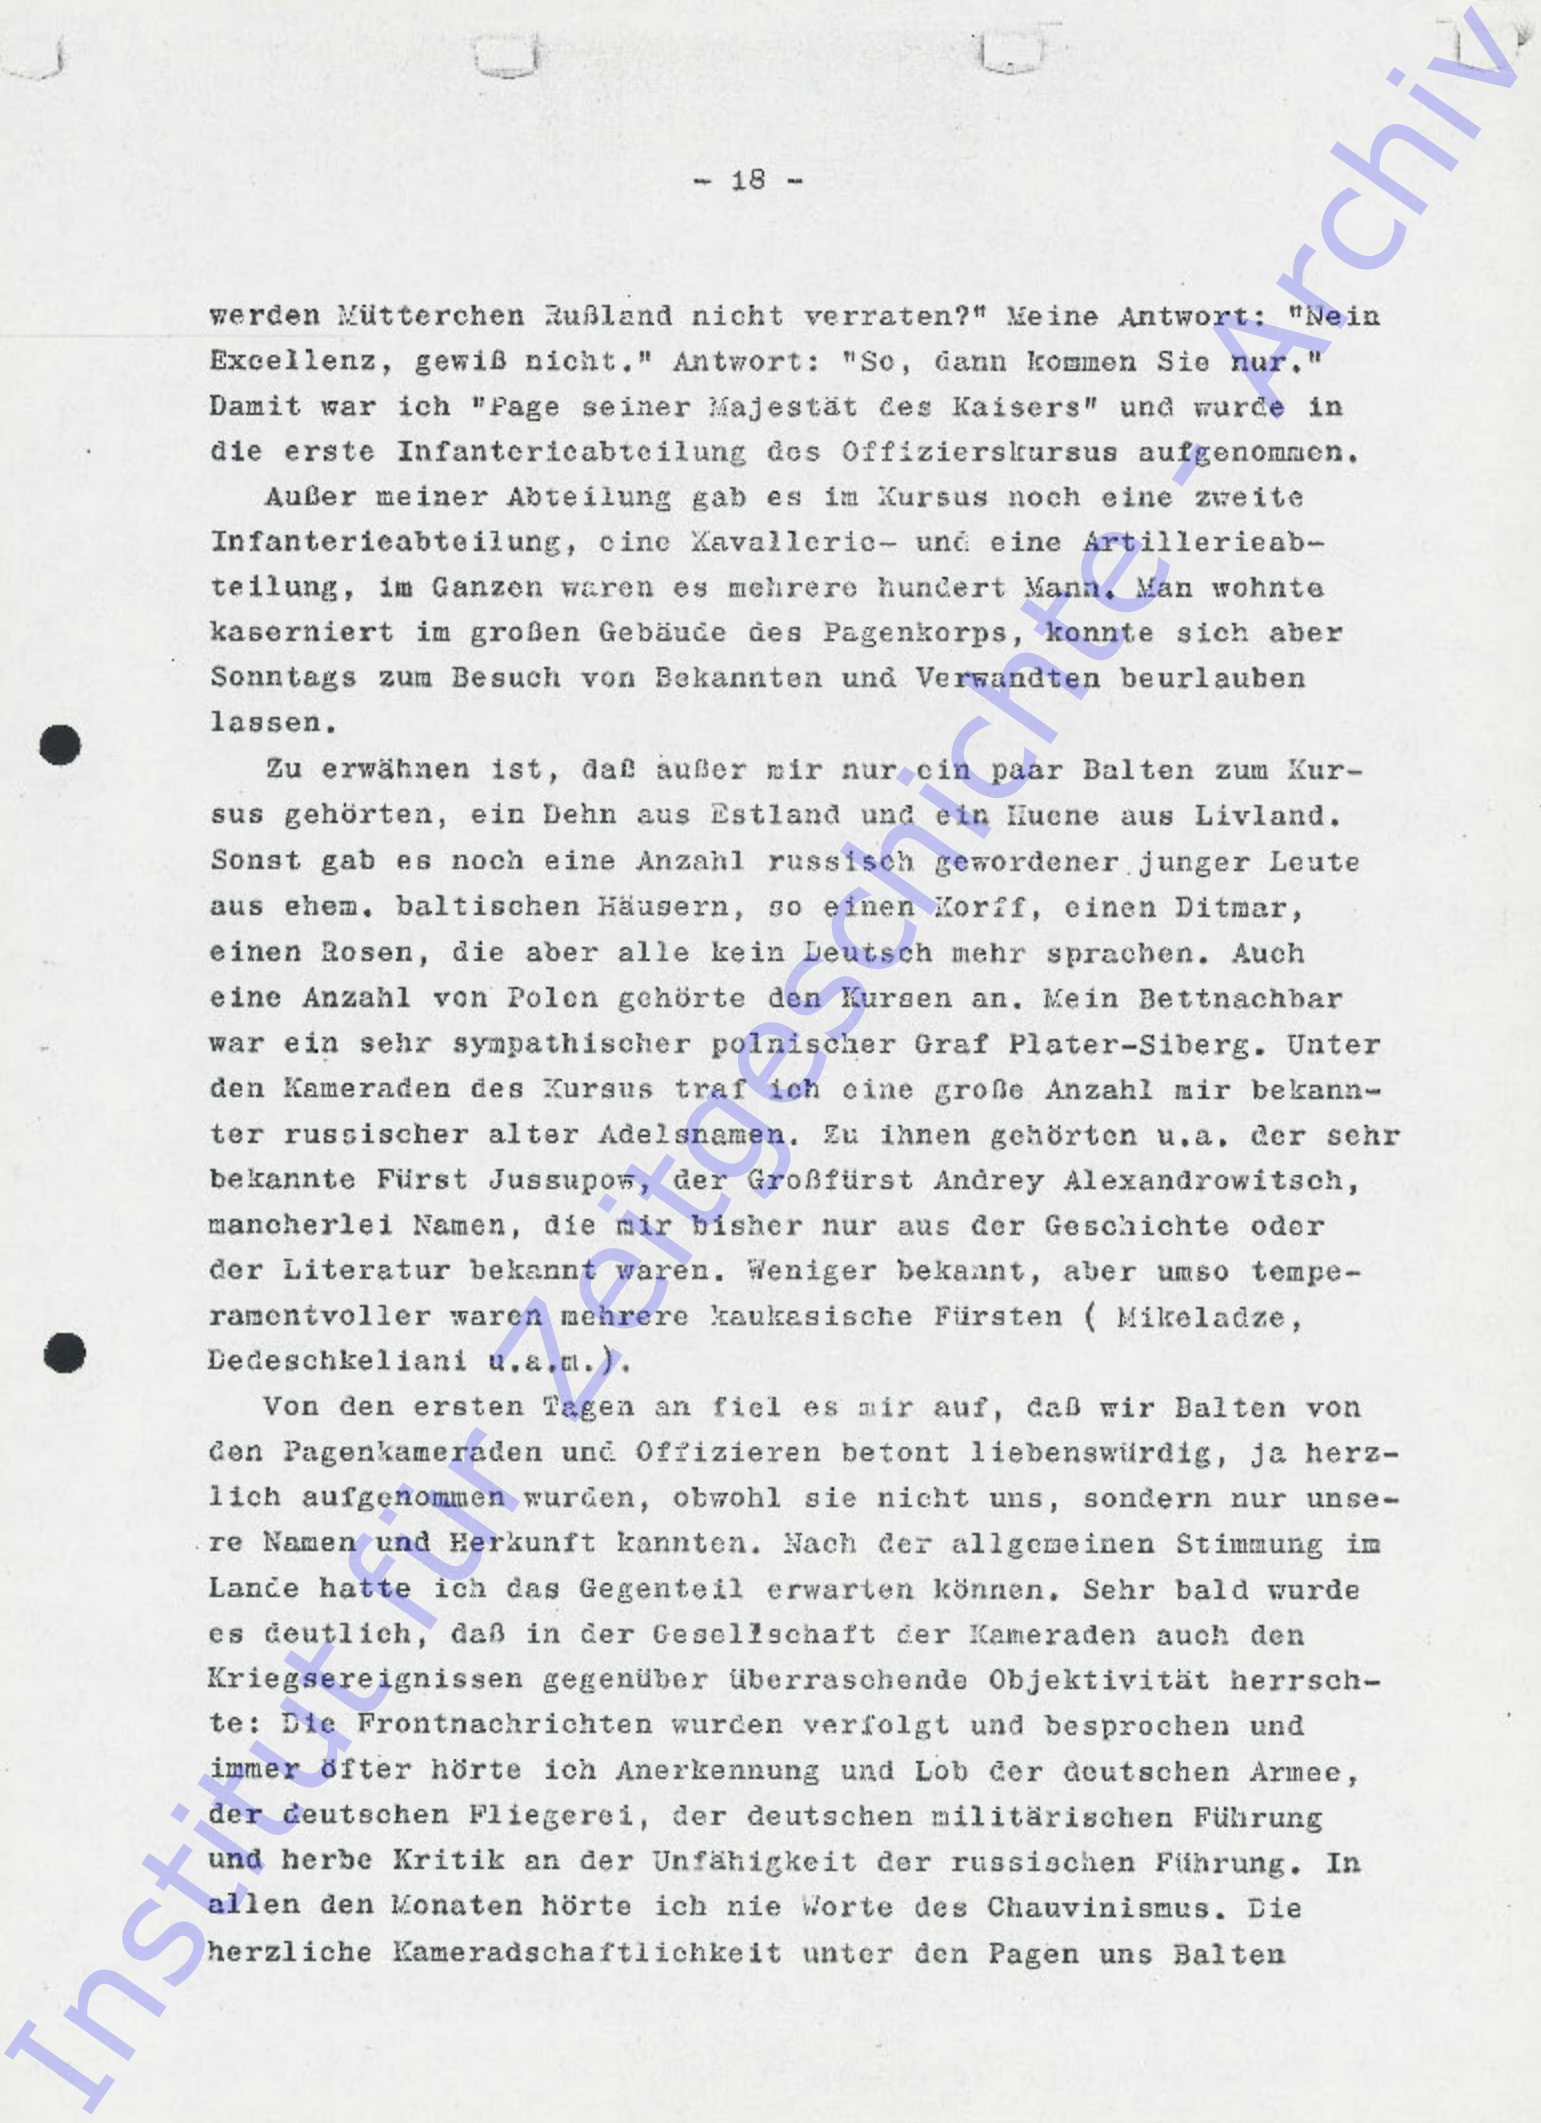 - 18 -
werden Mütterchen Rußland nicht verraten?" Meine Antwort: "Nein
Excellenz, gewiß nicht." Antwort: "So, dann kommen Sie nur."
Damit war ich "Page seiner Majestät des Kaisers" und wurde in
die erste Infanterieabteilung des Offizierskursus aufgenommen.
Außer meiner Abteilung gab es im Kursus noch eine zweite
Infanterieabteilung, eine Kavallerie- und eine Artillerieab-
teilung, im Ganzen waren es mehrere hundert Mann. Man wohnte
kaserniert im großen Gebäude des Pagenkorps, konnte sich aber
Sonntags zum Besuch von Bekannten und Verwandten beurlauben
lassen.
Zu erwähnen ist, daß außer mir nur ein paar Balten zum Kur-
sus gehörten, ein Dehn aus Estland und ein Huene aus Livland.
Sonst gab es noch eine Anzahl russisch gewordener junger Leute
aus ehem. baltischen Häusern, so einen Korff, einen Ditmar,
einen Rosen, die aber alle kein Deutsch mehr sprachen. Auch
eine Anzahl von Polen gehörte den Kursen an. Mein Bettnachbar
war ein sehr sympathischer polnischer Graf Plater-Siberg. Unter
den Kameraden des Kursus traf ich eine große Anzahl mir bekann-
ter russischer alter Adelsnamen. Zu ihnen gehörten u.a. der sehr
bekannte Fürst Jussupow, der Großfürst Andrey Alexandrowitsch,
mancherlei Namen, die mir bisher nur aus der Geschichte oder
der Literatur bekannt waren. Weniger bekannt, aber umso tempe-
ramentvoller waren mehrere kaukasische Fürsten ( Mikeladze,
Dedeschkeliani u.a.m.).
Von den ersten Tagen an fiel es mir auf, daß wir Balten von
den Pagenkameraden und Offizieren betont liebenswürdig, ja herz-
lich aufgenommen wurden, obwohl sie nicht uns, sondern nur unse-
re Namen und Herkunft kannten. Nach der allgemeinen Stimmung im
Lande hatte ich das Gegenteil erwarten können. Sehr bald wurde
es deutlich, daß in der Gesellschaft der Kameraden auch den
Kriegsereignissen gegenüber überraschende Objektivität herrsch-
te: Die Frontnachrichten wurden verfolgt und besprochen und
immer öfter hörte ich Anerkennung und Lob der deutschen Armee,
der deutschen Fliegerei, der deutschen militärischen Führung
und herbe Kritik an der Unfähigkeit der russischen Führung. In
allen den Monaten hörte ich nie Worte des Chauvinismus. Die
herzliche Kameradschaftlichkeit unter den Pagen uns Balten
Institut für Zeitgeschichte - Archiv